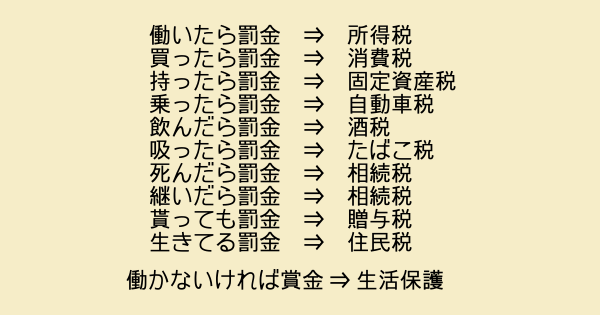 働いたら罰金 ⇒ 所得税
買ったら罰金 ⇒ 消費税
持ったら罰金 ⇒ 固定資産税
乗ったら罰金 ⇒ 自動車税
飲んだら罰金 ⇒ 酒税
吸ったら罰金 ⇒ たばこ税
死んだら罰金 ⇒ 相続税
継いだら罰金 ⇒ 相続税
貰っても罰金 ⇒ 贈与税
生きてる罰金 ⇒ 住民税
働かないければ賞金 ⇒ 生活保護